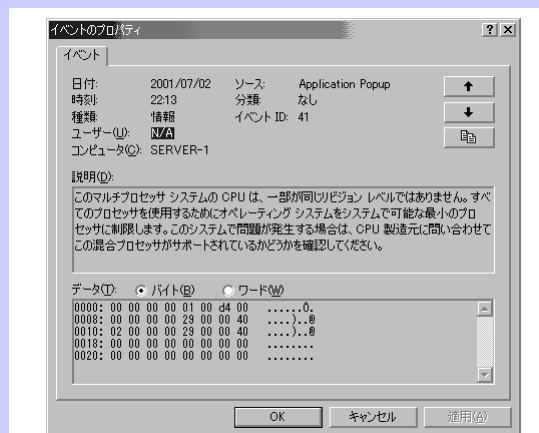 イベントのプロパティ
イベント
日付: 2001/07/02 ソース: Application Popup
時刻: 22:13 分類: なし
種類: 情報 イベント ID: 41
ユーザー(U): N/A
コンピュータ(C): SERVER-1
説明(D):
このマルチプロセッサ システムの CPU は、一部が同じリビジョン レベルではありません。すべ
てのプロセッサを使用するためにオペレーティング システムをシステムで可能な最小のプロ
セッサに制限します。このシステムで問題が発生する場合は、CPU 製造元に問い合わせて
この混合プロセッサがサポートされているかどうかを確認してください。
データ(T): バイト(B) ワード(W)
0000: 00 00 00 00 01 00 d4 00 ......Ô.
0008: 00 00 00 00 29 00 00 40 ....)..@
0010: 02 00 00 00 29 00 00 40 ....)..@
0018: 00 00 00 00 00 00 00 00 ........
0020: 00 00 00 00 00 00 00 00 ........
OK キャンセル 適用(A)